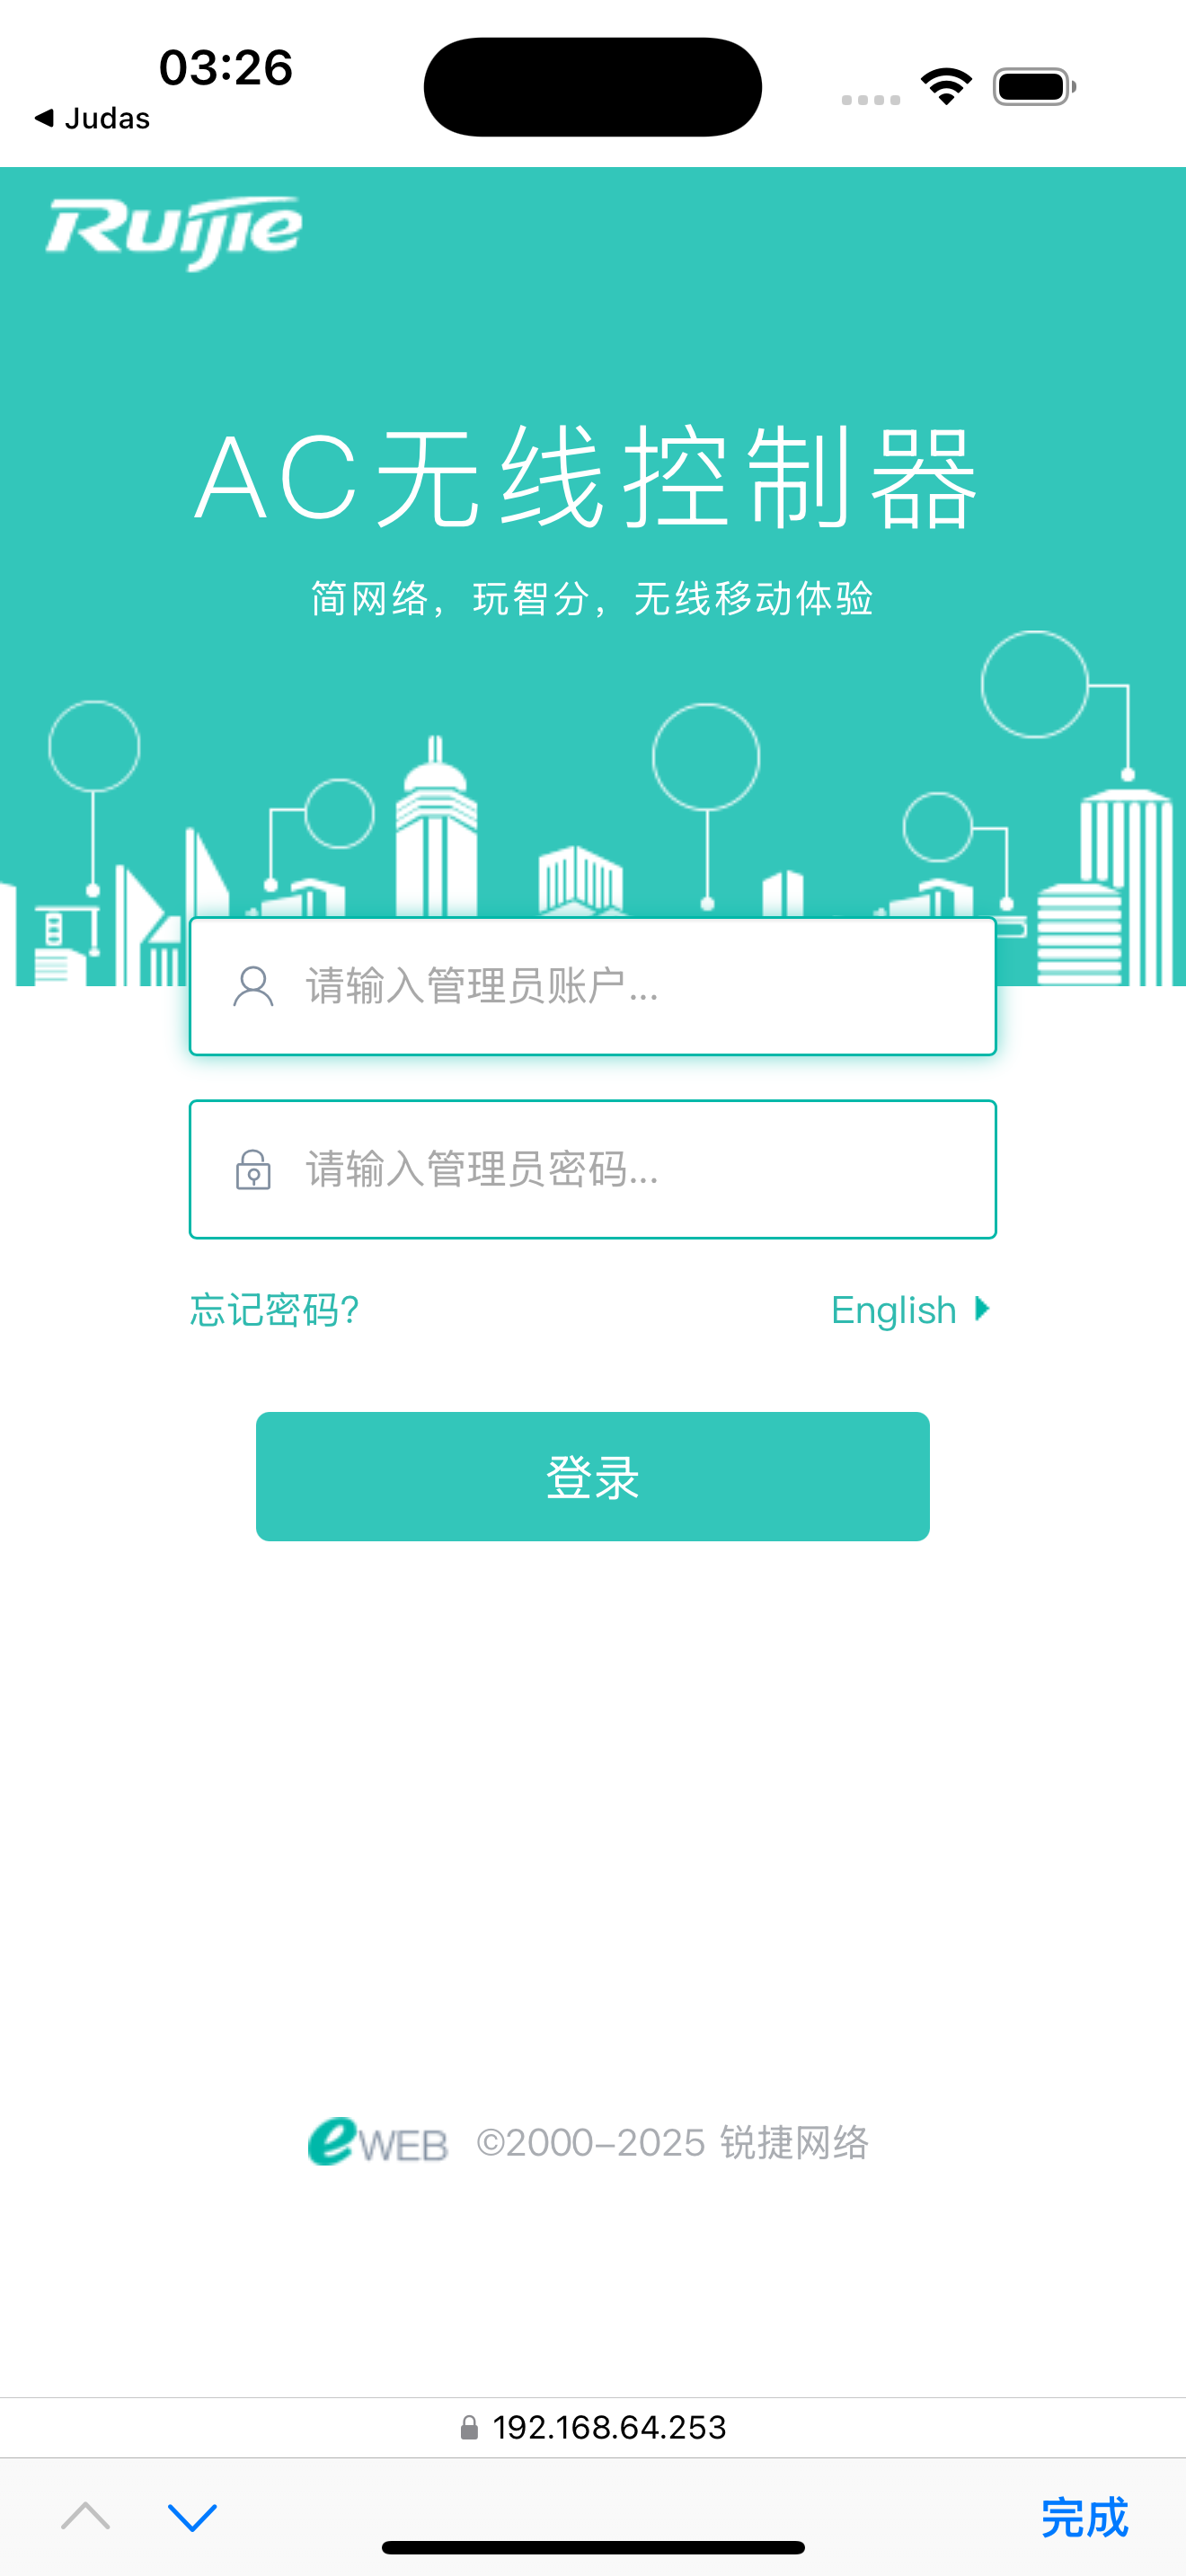 03:26
◀ Judas
Ruijie
AC无线控制器
简网络，玩智分，无线移动体验
请输入管理员账户...
请输入管理员密码...
忘记密码?
English
登录
eWEB ©2000-2025 锐捷网络
192.168.64.253
完成